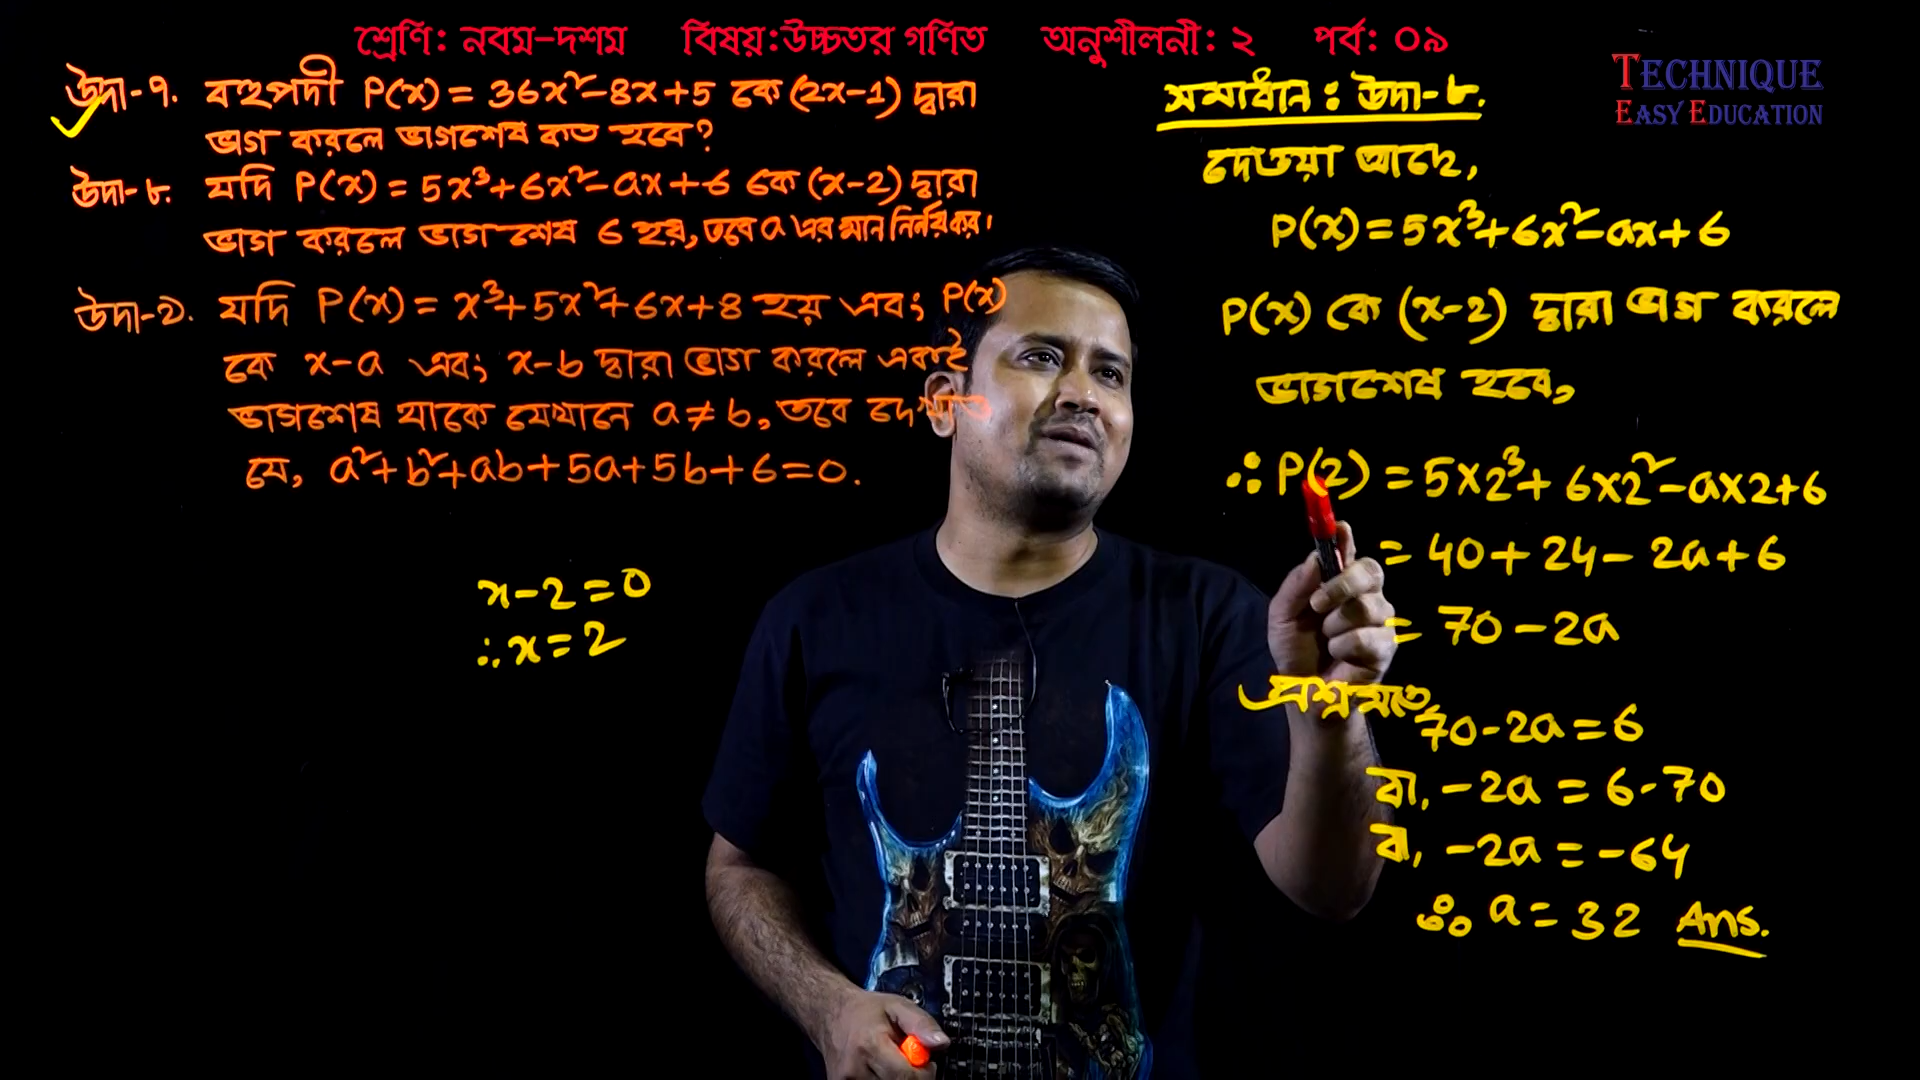 শ্রেণি: নবম-দশম বিষয়:উচ্চতর গণিত অনুশীলনী: ২ পর্ব: ০৯
TECHNIQUE
EASY EDUCATION
উদা-৭. বহুপদী P(x) = 36x²-8x+5 কে (2x-1) দ্বারা
ভাগ করলে ভাগশেষ কত হবে?
উদা-৮. যদি P(x) = 5x³+6x²-ax+6 কে (x-2) দ্বারা
ভাগ করলে ভাগশেষ 6 হয়, তবে a এর মান নির্নয় কর।
উদা-৯. যদি P(x) = x³+5x²+6x+8 হয় এবং P(x)
কে x-a এবং x-b দ্বারা ভাগ করলে একই
ভাগশেষ থাকে যেখানে a≠b, তবে দেখাও
যে, a²+b²+ab+5a+5b+6=0.
x-2=0
∴x=2
সমাধান: উদা-৮.
দেওয়া আছে,
P(x)=5x³+6x²-ax+6
P(x) কে (x-2) দ্বারা ভাগ করলে
ভাগশেষ হবে,
∴ P(2) = 5×2³+6×2²-a×2+6
= 40+24-2a+6
= 70-2a
প্রশ্নমতে,
70-2a=6
বা, -2a = 6-70
বা, -2a = -64
∴ a = 32 Ans.